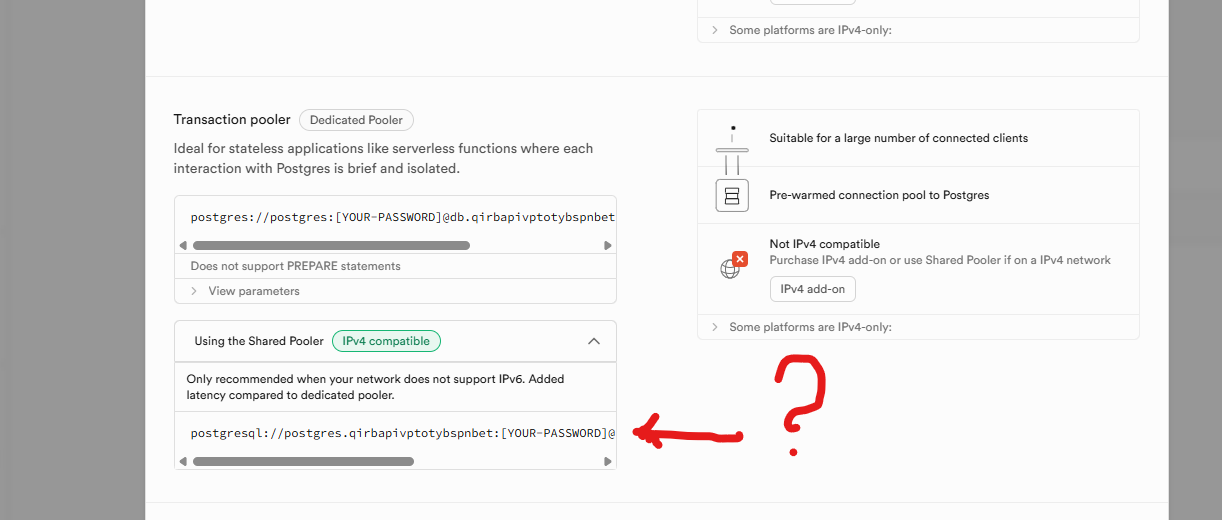 Some platforms are IPv4-only:
Transaction pooler Dedicated Pooler
Ideal for stateless applications like serverless functions where each
interaction with Postgres is brief and isolated.
postgres://postgres:[YOUR-PASSWORD]@db.qirbapivptotybspnbet
Does not support PREPARE statements
View parameters
Using the Shared Pooler IPv4 compatible
Only recommended when your network does not support IPv6. Added
latency compared to dedicated pooler.
postgresql://postgres.qirbapivptotybspnbet:[YOUR-PASSWORD]@
Suitable for a large number of connected clients
Pre-warmed connection pool to Postgres
Not IPv4 compatible
Purchase IPv4 add-on or use Shared Pooler if on a IPv4 network
IPv4 add-on
Some platforms are IPv4-only:
?